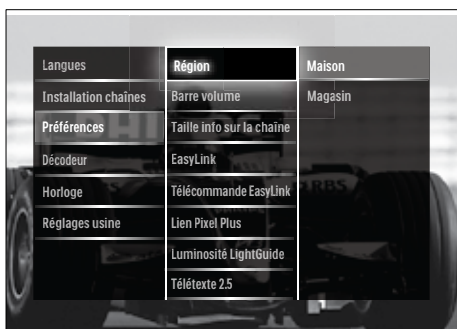 Langues
Installation chaînes
Préférences
Décodeur
Horloge
Réglages usine
Région
Barre volume
Taille info sur la chaîne
EasyLink
Télécommande EasyLink
Lien Pixel Plus
Luminosité LightGuide
Télétexte 2.5
Maison
Magasin
RBS